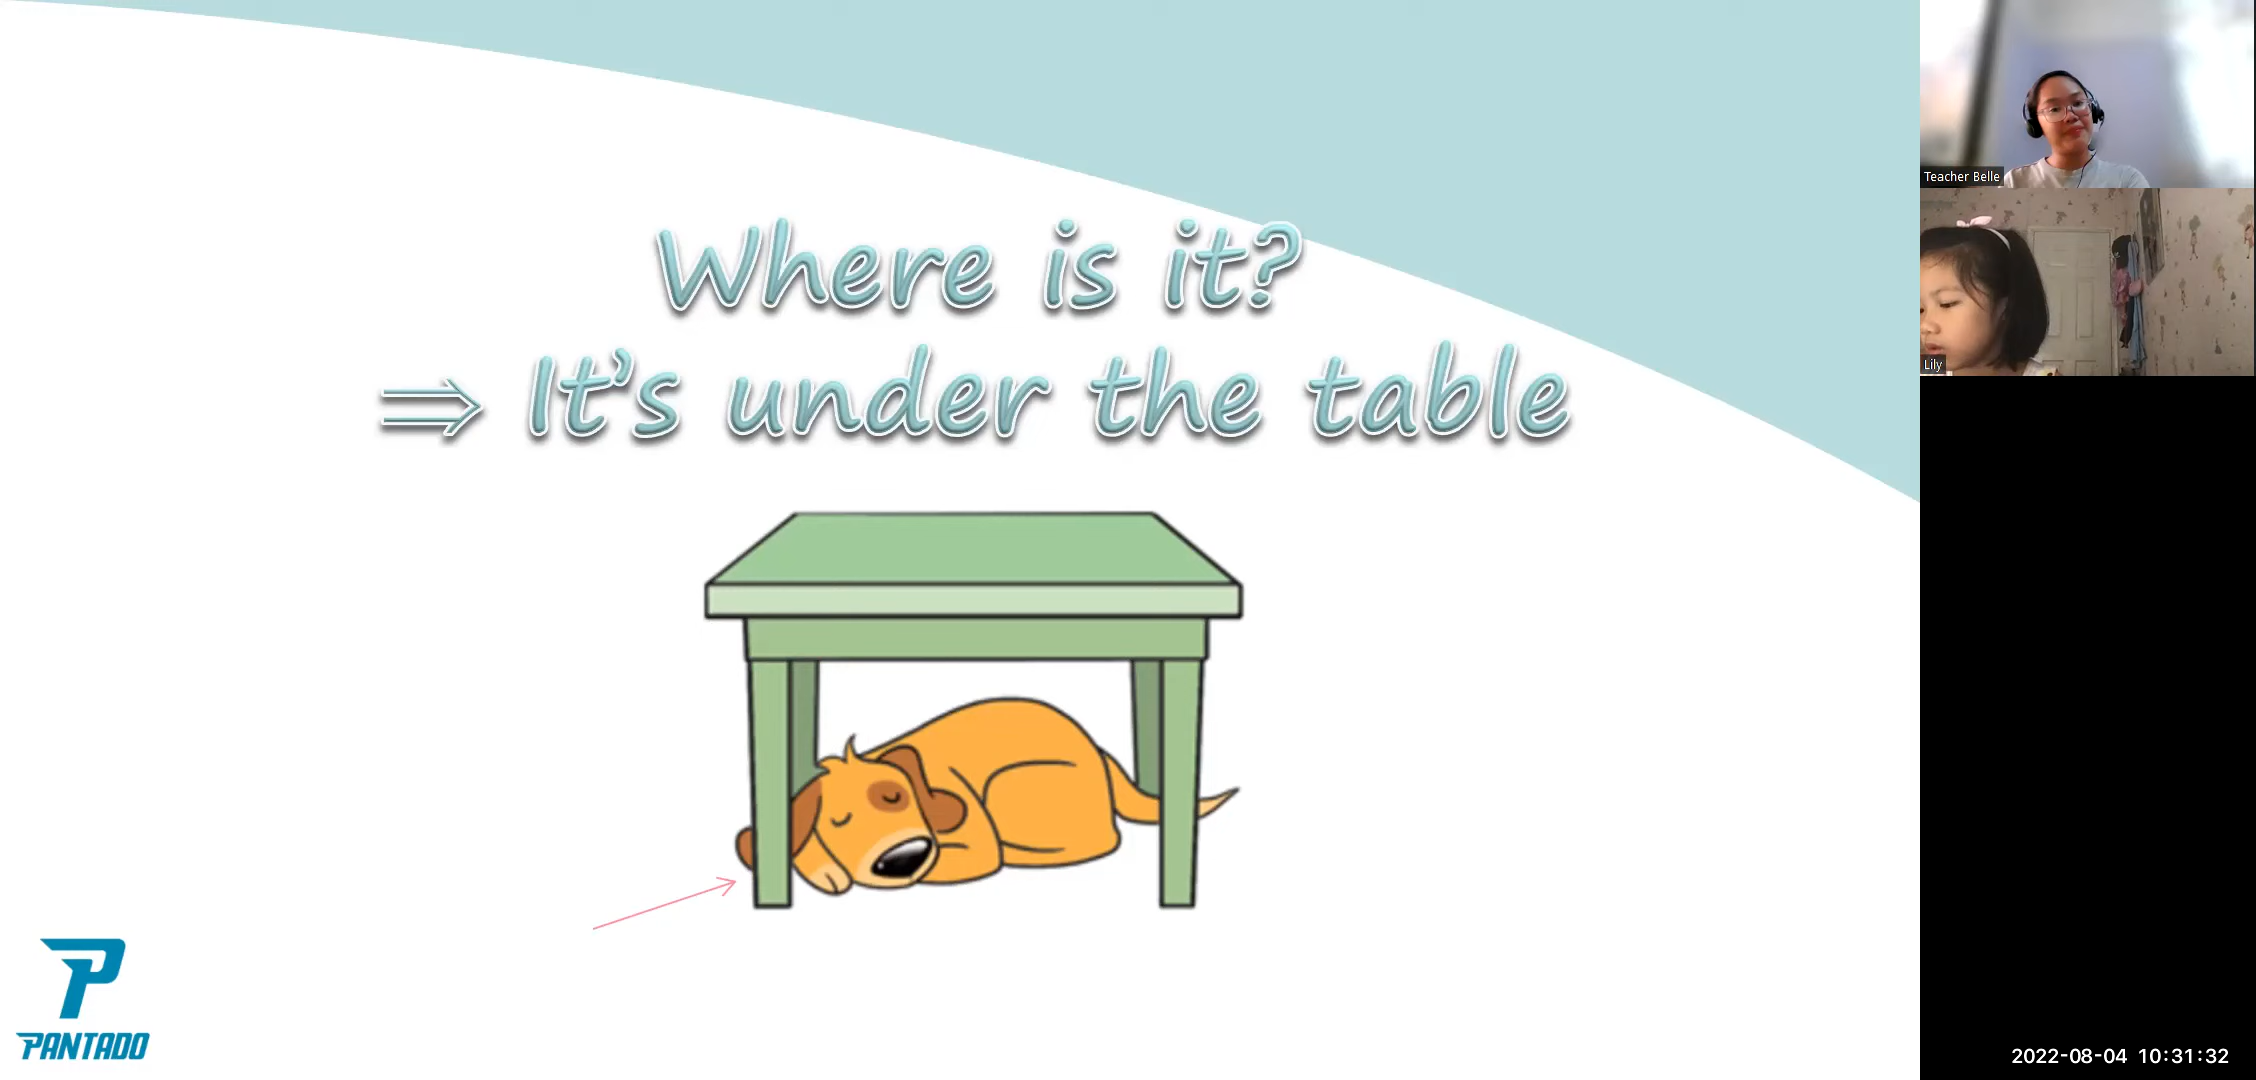 Where is it?
⇒ It's under the table
PANTADO
Teacher Belle
Lily
2022-08-04 10:31:32